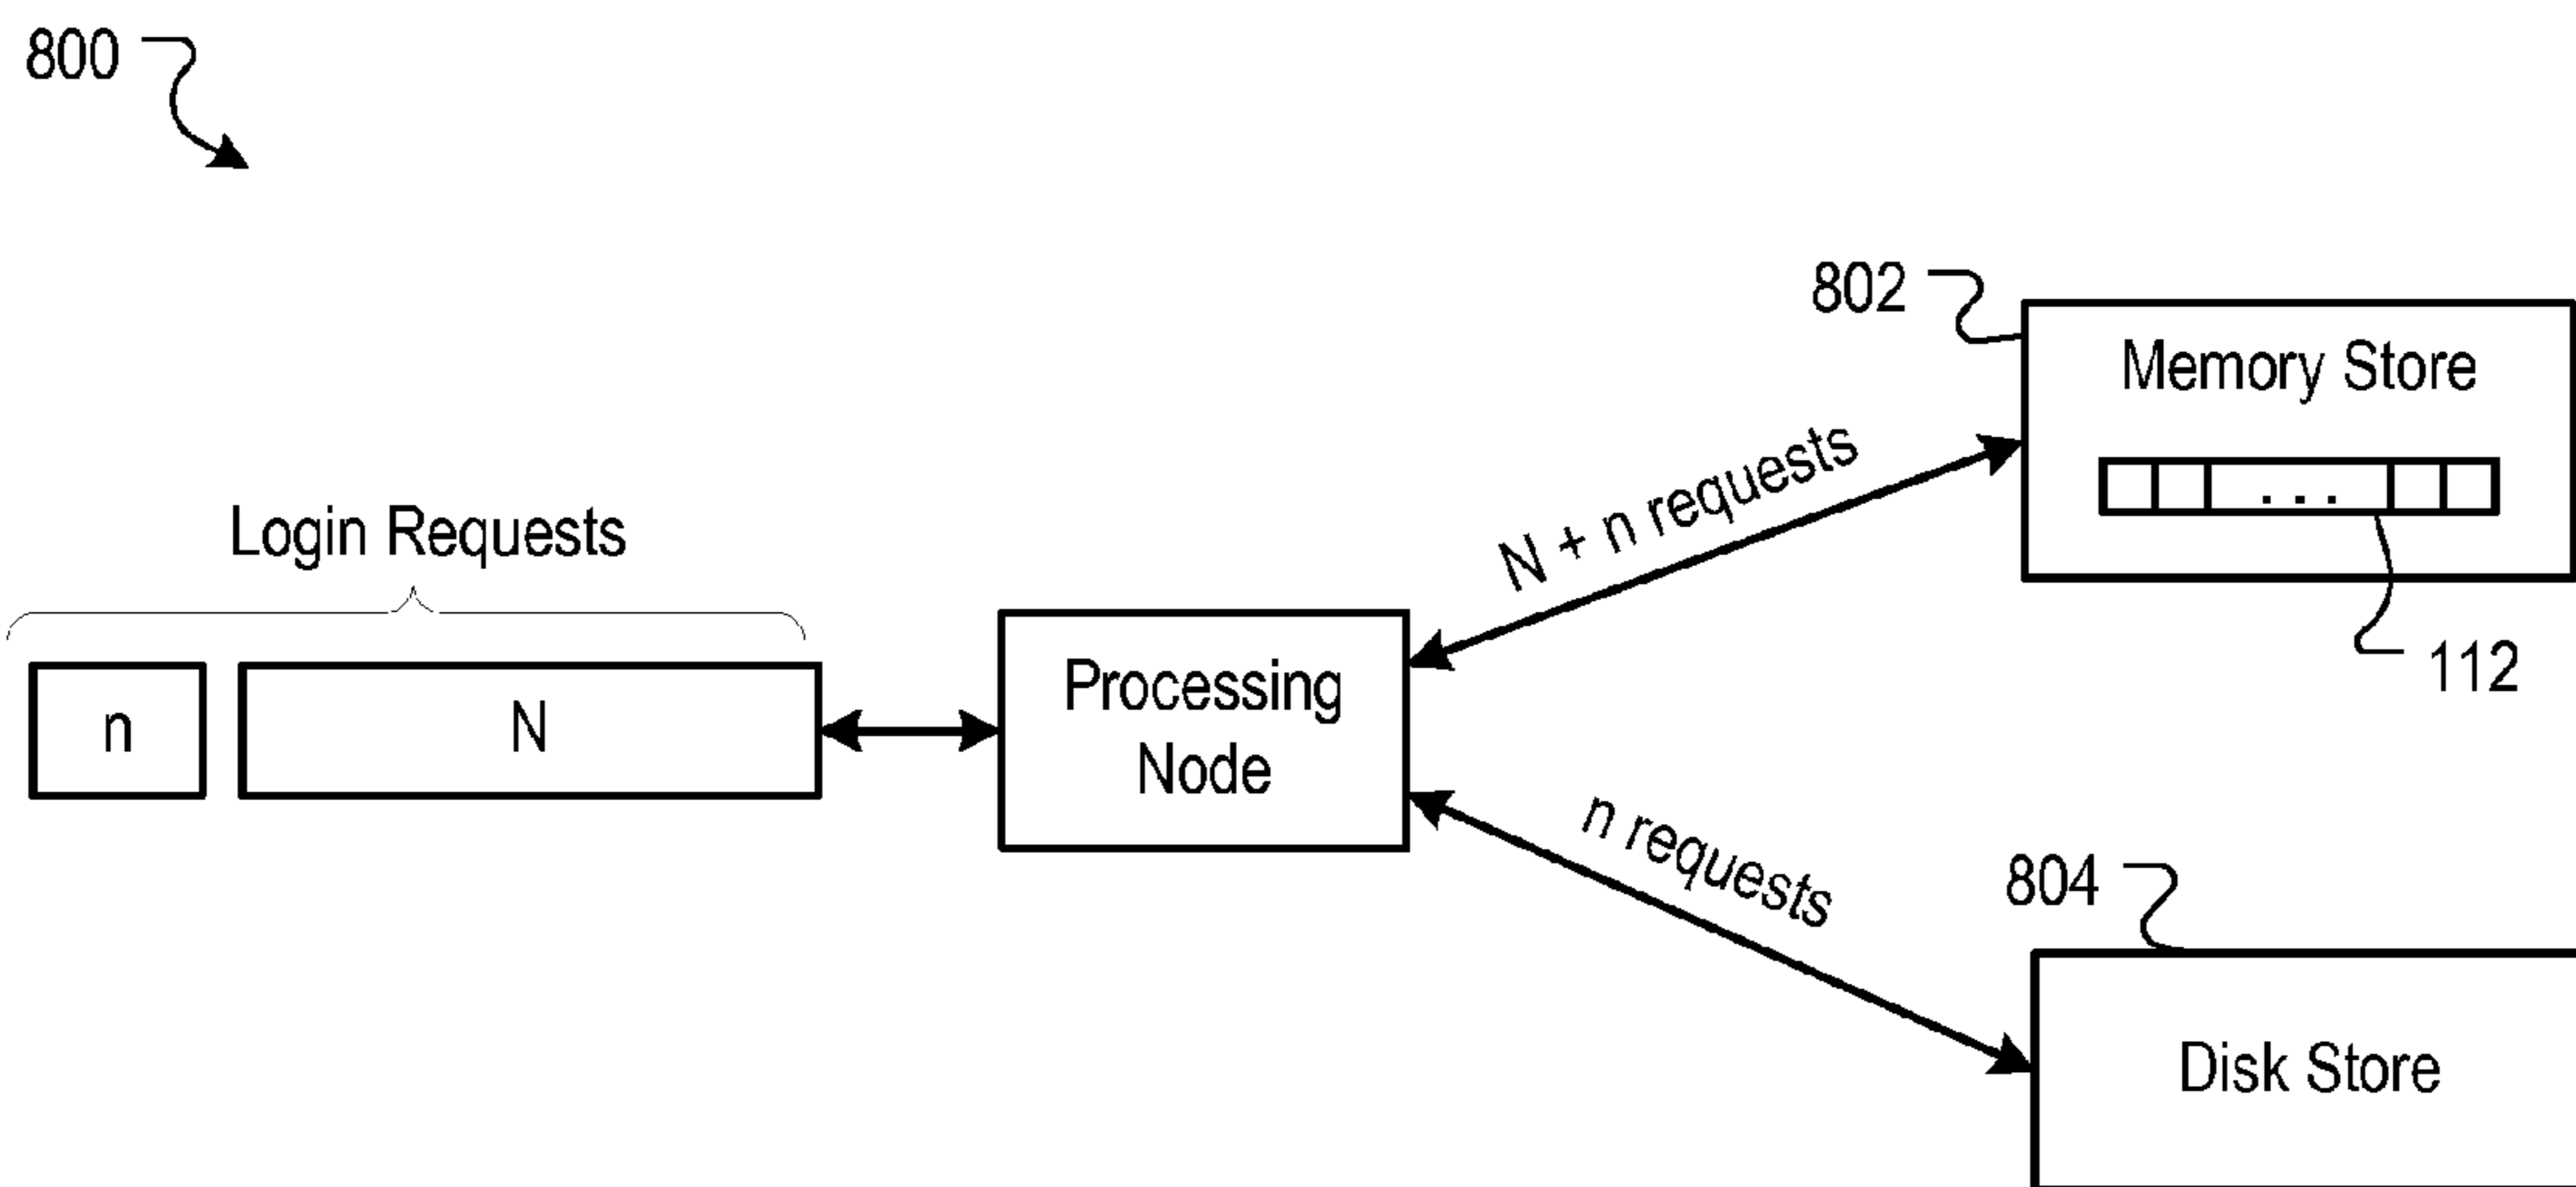 800
802
Memory Store
. . .
N + n requests
Login Requests
112
n
N
Processing
Node
n requests
804
Disk Store